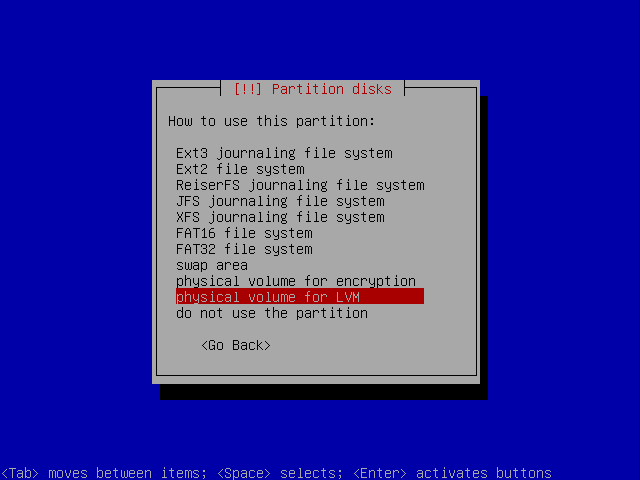 [!!] Partition disks
How to use this partition:
Ext3 journaling file system
Ext2 file system
ReiserFS journaling file system
JFS journaling file system
XFS journaling file system
FAT16 file system
FAT32 file system
swap area
physical volume for encryption
physical volume for LVM
do not use the partition
<Go Back>
<Tab> moves between items; <Space> selects; <Enter> activates buttons